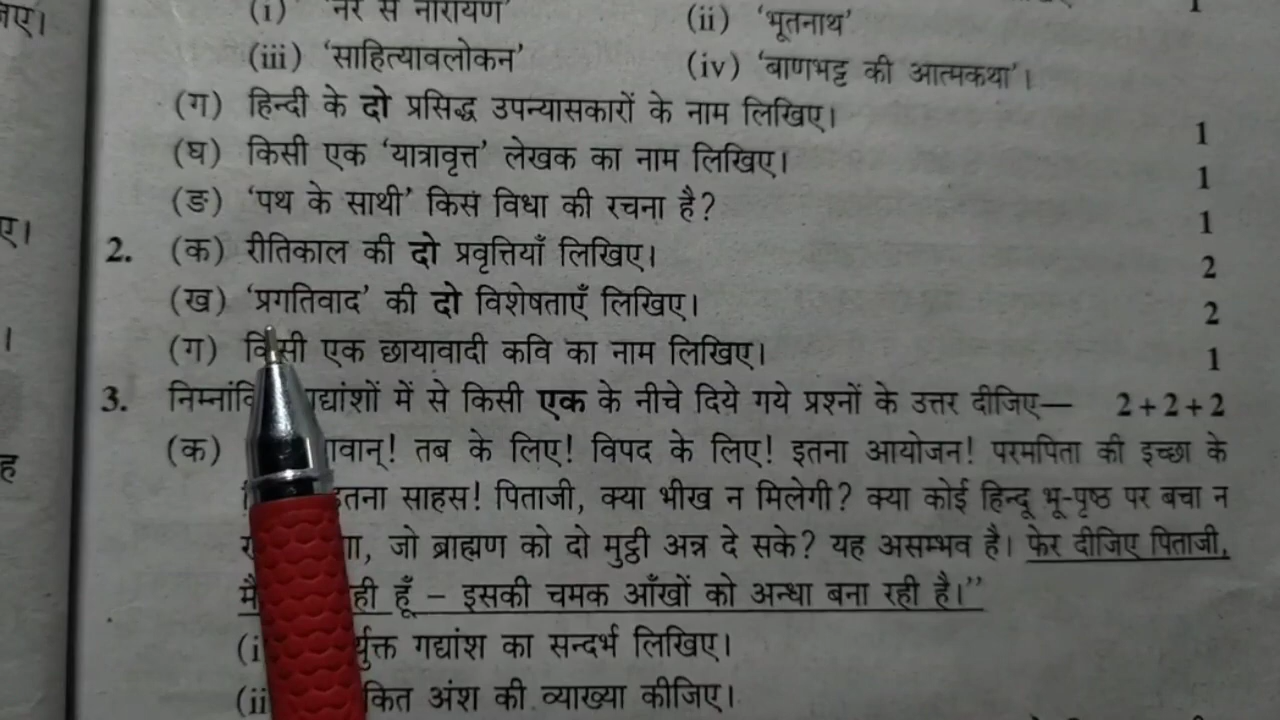 जिए।
(i) 'नर से नारायण' (ii) 'भूतनाथ' 1
(iii) 'साहित्यावलोकन' (iv) 'बाणभट्ट की आत्मकथा'।
(ग) हिन्दी के दो प्रसिद्ध उपन्यासकारों के नाम लिखिए। 1
(घ) किसी एक 'यात्रावृत्त' लेखक का नाम लिखिए। 1
(ङ) 'पथ के साथी' किस विधा की रचना है? 1
ए।
2. (क) रीतिकाल की दो प्रवृत्तियाँ लिखिए। 2
(ख) 'प्रगतिवाद' की दो विशेषताएँ लिखिए। 2
। (ग) किसी एक छायावादी कवि का नाम लिखिए। 1
3. गद्यांशों में से किसी एक के नीचे दिये गये प्रश्नों के उत्तर दीजिए— 2+2+2
(क) तब के लिए! विपद के लिए! इतना आयोजन! परमपिता की इच्छा के
ह इतना साहस! पिताजी, क्या भीख न मिलेगी? क्या कोई हिन्दू भू-पृष्ठ पर बचा न
जो ब्राह्मण को दो मुट्ठी अन्न दे सके? यह असम्भव है। फेर दीजिए पिताजी,
हूँ – इसकी चमक आँखों को अन्धा बना रही है।"
(i) गद्यांश का सन्दर्भ लिखिए।
(ii) अंश की व्याख्या कीजिए।